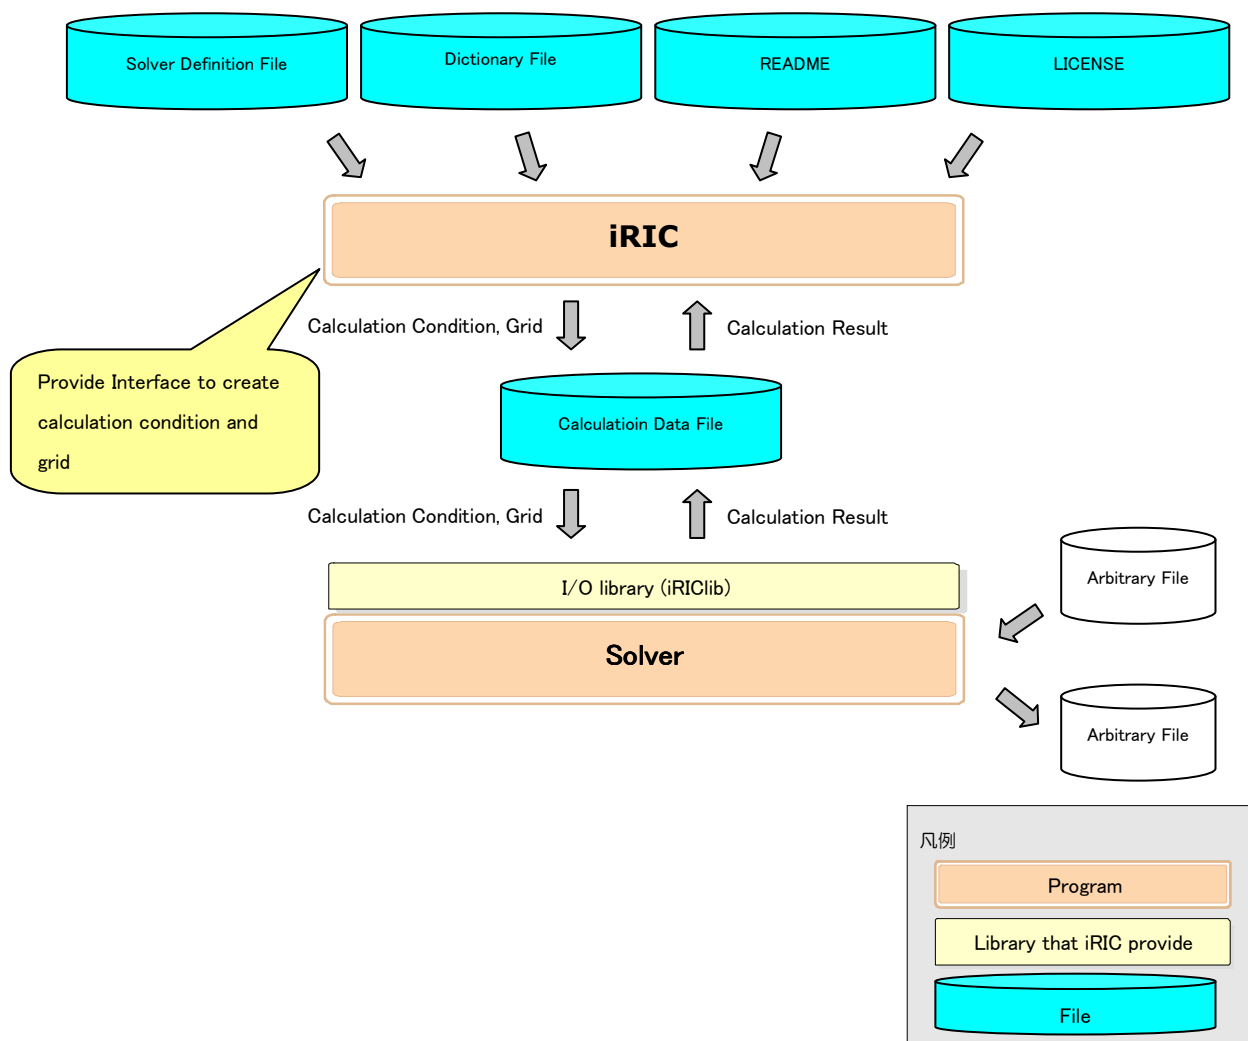 Solver Definition File
Dictionary File
README
LICENSE
iRIC
Calculation Condition, Grid
Calculation Result
Provide Interface to create
calculation condition and
grid
Calculatioin Data File
Calculation Condition, Grid
Calculation Result
I/O library (iRIClib)
Arbitrary File
Solver
Arbitrary File
凡例
Program
Library that iRIC provide
File